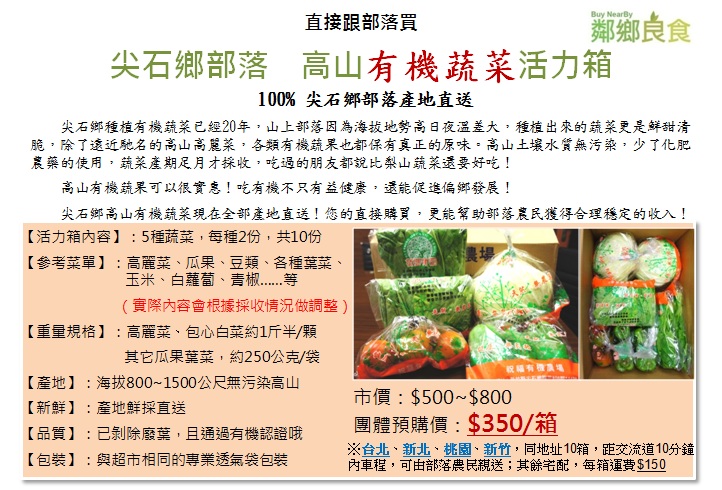 直接跟部落買
Buy NearBy
鄰鄉良食
尖石鄉部落 高山有機蔬菜活力箱
100% 尖石鄉部落產地直送
尖石鄉種植有機蔬菜已經20年，山上部落因為海拔地勢高日夜溫差大，種植出來的蔬菜更是鮮甜清
脆，除了遠近馳名的高山高麗菜，各類有機蔬果也都保有真正的原味。高山土壤水質無污染，少了化肥
農藥的使用，蔬菜產期足月才採收，吃過的朋友都說比梨山蔬菜還要好吃！
高山有機蔬果可以很實惠！吃有機不只有益健康，還能促進偏鄉發展！
尖石鄉高山有機蔬菜現在全部產地直送！您的直接購買，更能幫助部落農民獲得合理穩定的收入！
【活力箱內容】：5種蔬菜，每種2份，共10份
【參考菜單】：高麗菜、瓜果、豆類、各種葉菜、
玉米、白蘿蔔、青椒......等
（實際內容會根據採收情況做調整）
【重量規格】：高麗菜、包心白菜約1斤半/顆
其它瓜果葉菜，約250公克/袋
【產地】：海拔800~1500公尺無污染高山
【新鮮】：產地鮮採直送
【品質】：已剝除廢葉，且通過有機認證哦
【包裝】：與超市相同的專業透氣袋包裝
農場
祝福有機農場
市價：$500~$800
團體預購價：$350/箱
※台北、新北、桃園、新竹，同地址10箱，距交流道10分鐘
內車程，可由部落農民親送；其餘宅配，每箱運費$150